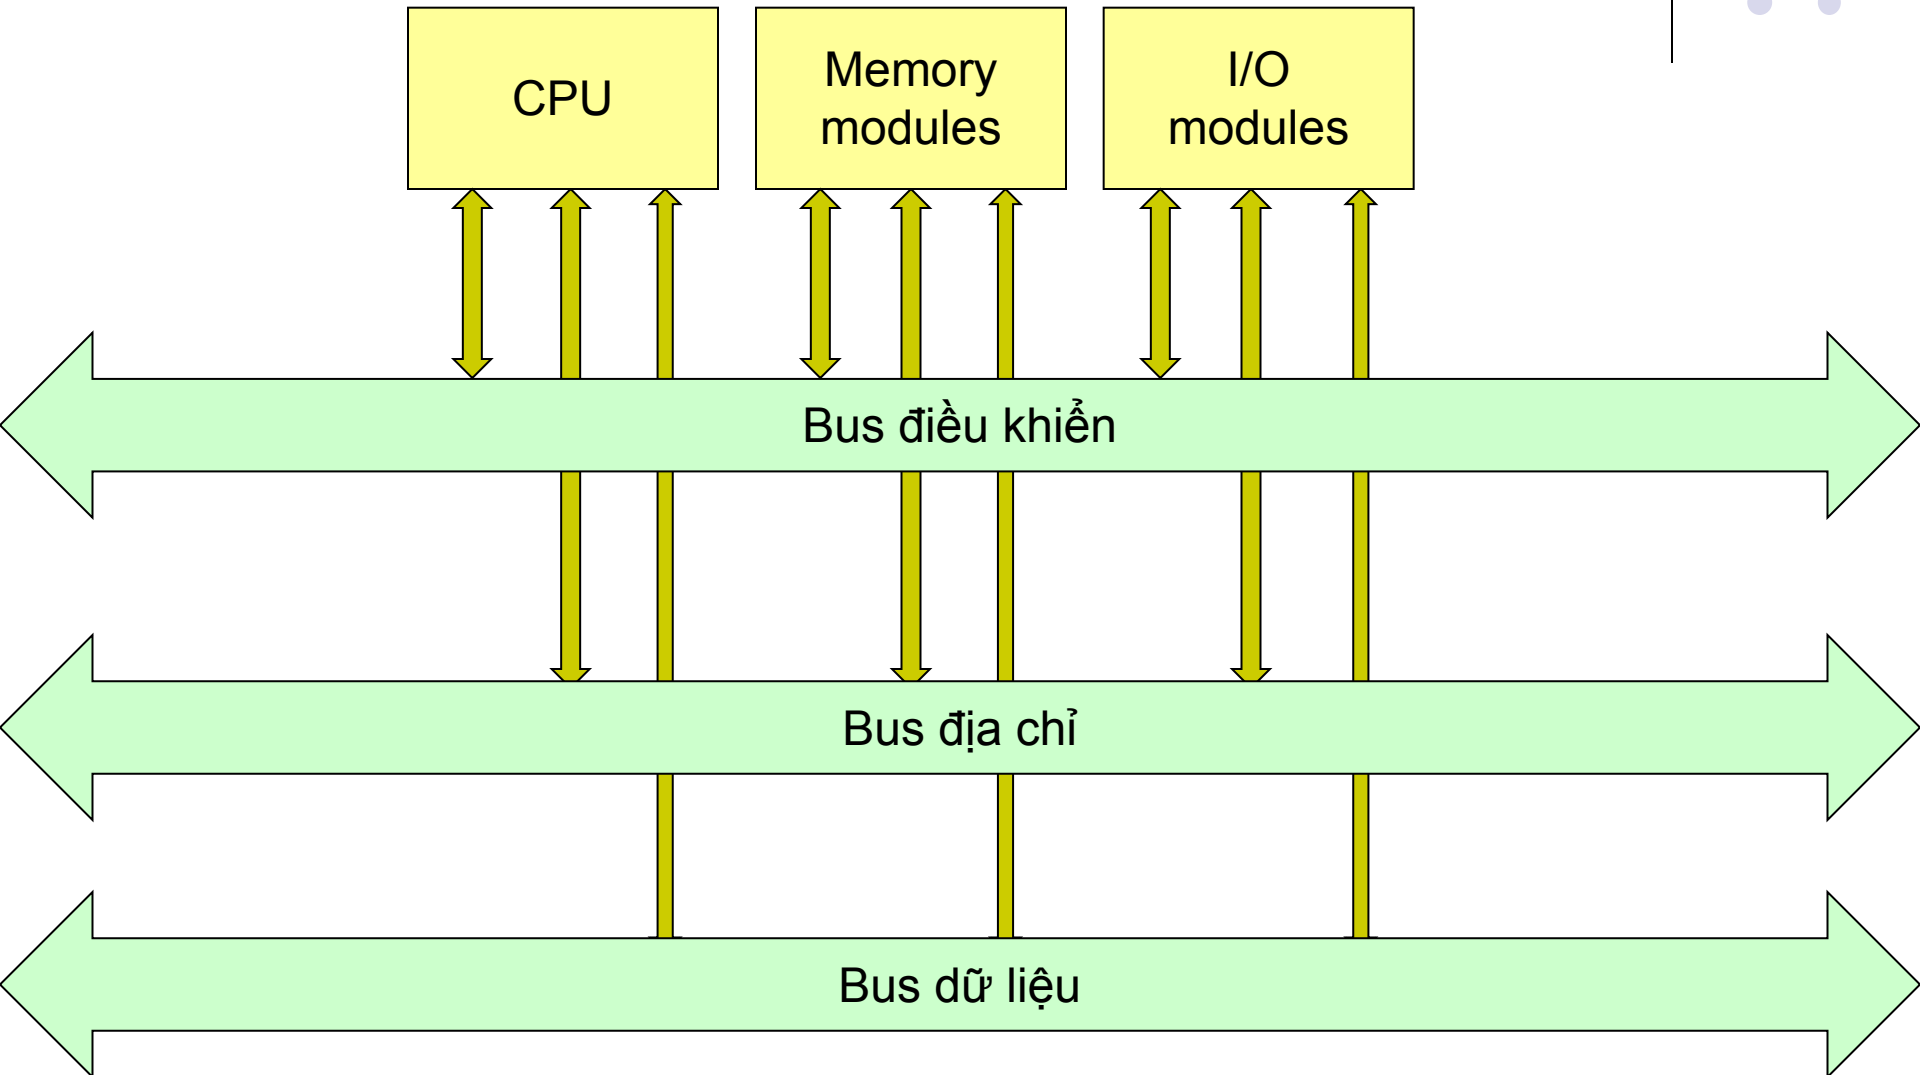 CPU
Memory
modules
I/O
modules
Bus điều khiển
Bus địa chỉ
Bus dữ liệu